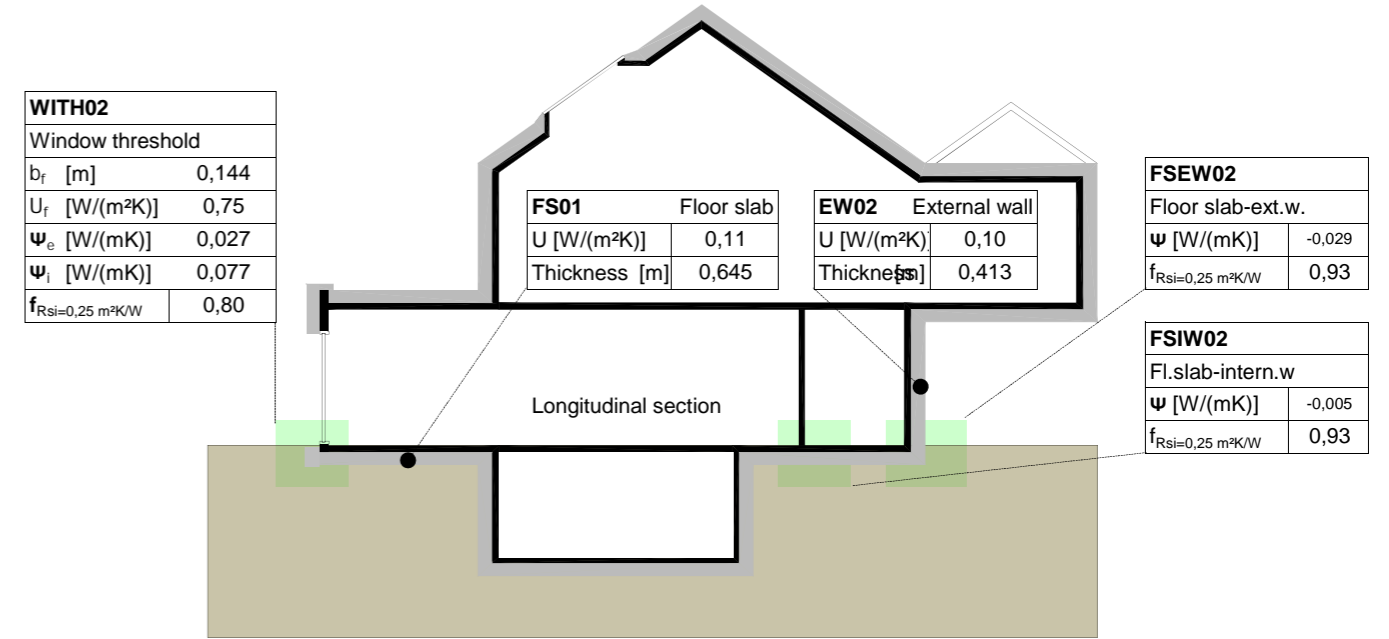 WITH02
Window threshold
bf [m] 0,144
Uf [W/(m²K)] 0,75
Ψe [W/(mK)] 0,027
Ψi [W/(mK)] 0,077
fRsi=0,25 m²K/W 0,80
FS01 Floor slab
U [W/(m²K)] 0,11
Thickness [m] 0,645
EW02 External wall
U [W/(m²K) 0,10
Thickness [m] 0,413
FSEW02
Floor slab-ext.w.
Ψ [W/(mK)] -0,029
fRsi=0,25 m²K/W 0,93
FSIW02
Fl.slab-intern.w
Ψ [W/(mK)] -0,005
fRsi=0,25 m²K/W 0,93
Longitudinal section